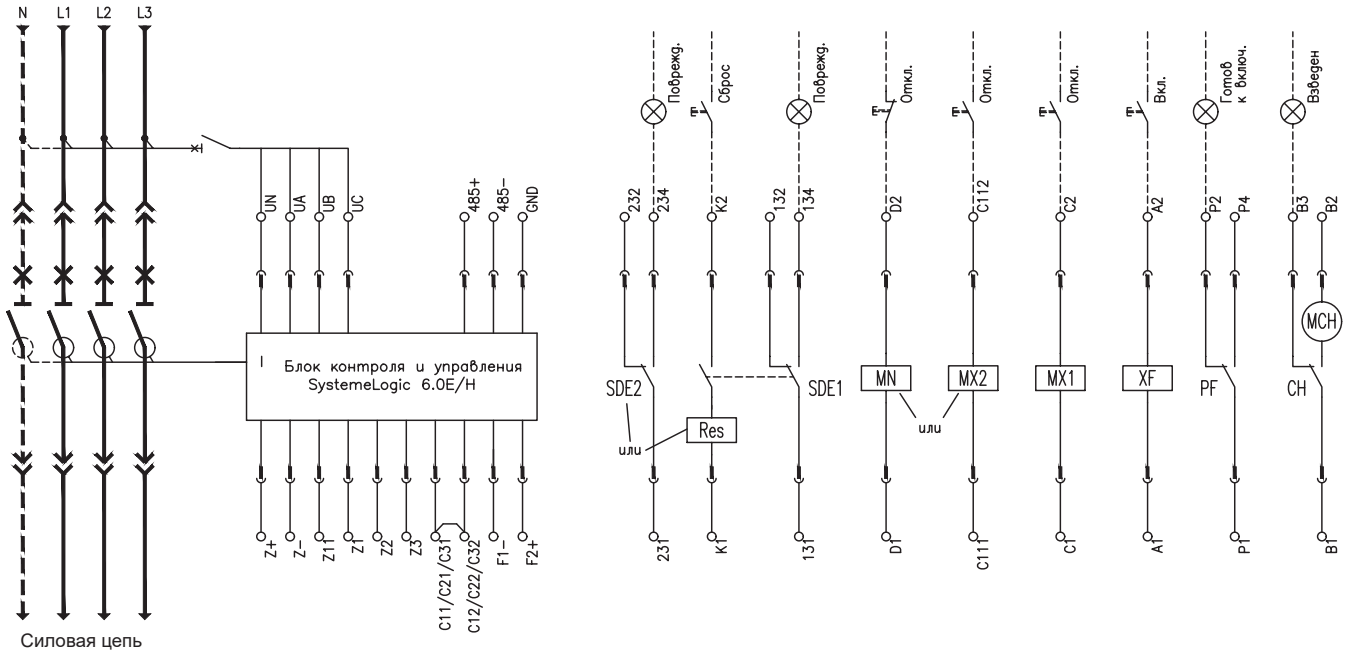 N
L1
L2
L3
UN
UA
UB
UC
485+
485-
GND
I
Блок контроля и управления
SystemeLogic 6.0E/H
Z+
Z-
Z11
Z1
Z2
Z3
C11/C21/C31
C12/C22/C32
F1-
F2+
Силовая цепь
Поврежд.
Сброс
Поврежд.
Откл.
Откл.
Откл.
Вкл.
Готов
к включ.
Взведен
232
234
K2
132
134
D2
C112
C2
A2
P2
P4
B3
B2
MCH
SDE2
или
Res
SDE1
MN
или
MX2
MX1
XF
PF
CH
231
K1
131
D1
C111
C1
A1
P1
B1